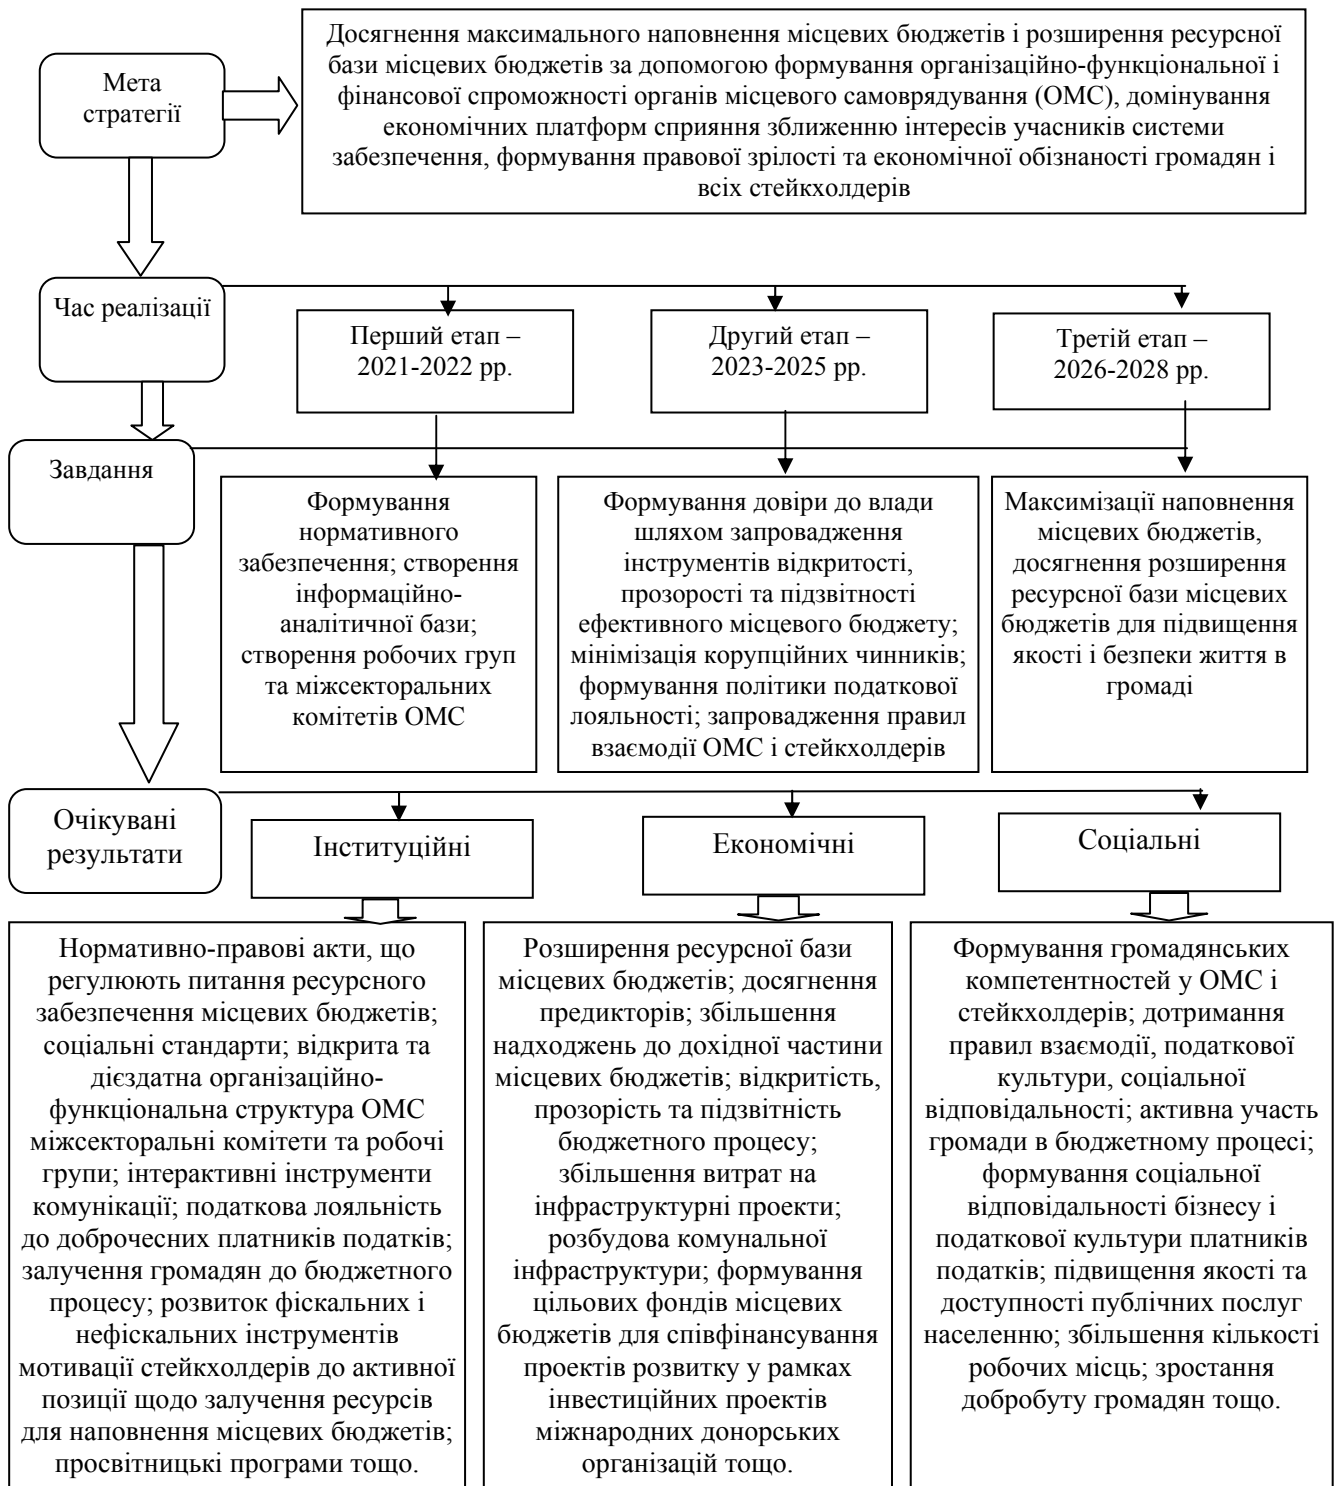 Мета
стратегії
Досягнення максимального наповнення місцевих бюджетів і розширення ресурсної
бази місцевих бюджетів за допомогою формування організаційно-функціональної і
фінансової спроможності органів місцевого самоврядування (ОМС), домінування
економічних платформ сприяння зближенню інтересів учасників системи
забезпечення, формування правової зрілості та економічної обізнаності громадян і
всіх стейкхолдерів
Час реалізації
Перший етап –
2021-2022 рр.
Другий етап –
2023-2025 рр.
Третій етап –
2026-2028 рр.
Завдання
Формування
нормативного
забезпечення; створення
інформаційно-
аналітичної бази;
створення робочих груп
та міжсекторальних
комітетів ОМС
Формування довіри до влади
шляхом запровадження
інструментів відкритості,
прозорості та підзвітності
ефективного місцевого бюджету;
мінімізація корупційних чинників;
формування політики податкової
лояльності; запровадження правил
взаємодії ОМС і стейкхолдерів
Максимізації наповнення
місцевих бюджетів,
досягнення розширення
ресурсної бази місцевих
бюджетів для підвищення
якості і безпеки життя в
громаді
Очікувані
результати
Інституційні
Економічні
Соціальні
Нормативно-правові акти, що
регулюють питання ресурсного
забезпечення місцевих бюджетів;
соціальні стандарти; відкрита та
дієздатна організаційно-
функціональна структура ОМС
міжсекторальні комітети та робочі
групи; інтерактивні інструменти
комунікації; податкова лояльність
до доброчесних платників податків;
залучення громадян до бюджетного
процесу; розвиток фіскальних і
нефіскальних інструментів
мотивації стейкхолдерів до активної
позиції щодо залучення ресурсів
для наповнення місцевих бюджетів;
просвітницькі програми тощо.
Розширення ресурсної бази
місцевих бюджетів; досягнення
предикторів; збільшення
надходжень до дохідної частини
місцевих бюджетів; відкритість,
прозорість та підзвітність
бюджетного процесу;
збільшення витрат на
інфраструктурні проекти;
розбудова комунальної
інфраструктури; формування
цільових фондів місцевих
бюджетів для співфінансування
проектів розвитку у рамках
інвестиційних проектів
міжнародних донорських
організацій тощо.
Формування громадянських
компетентностей у ОМС і
стейкхолдерів; дотримання
правил взаємодії, податкової
культури, соціальної
відповідальності; активна участь
громади в бюджетному процесі;
формування соціальної
відповідальності бізнесу і
податкової культури платників
податків; підвищення якості та
доступності публічних послуг
населенню; збільшення кількості
робочих місць; зростання
добробуту громадян тощо.